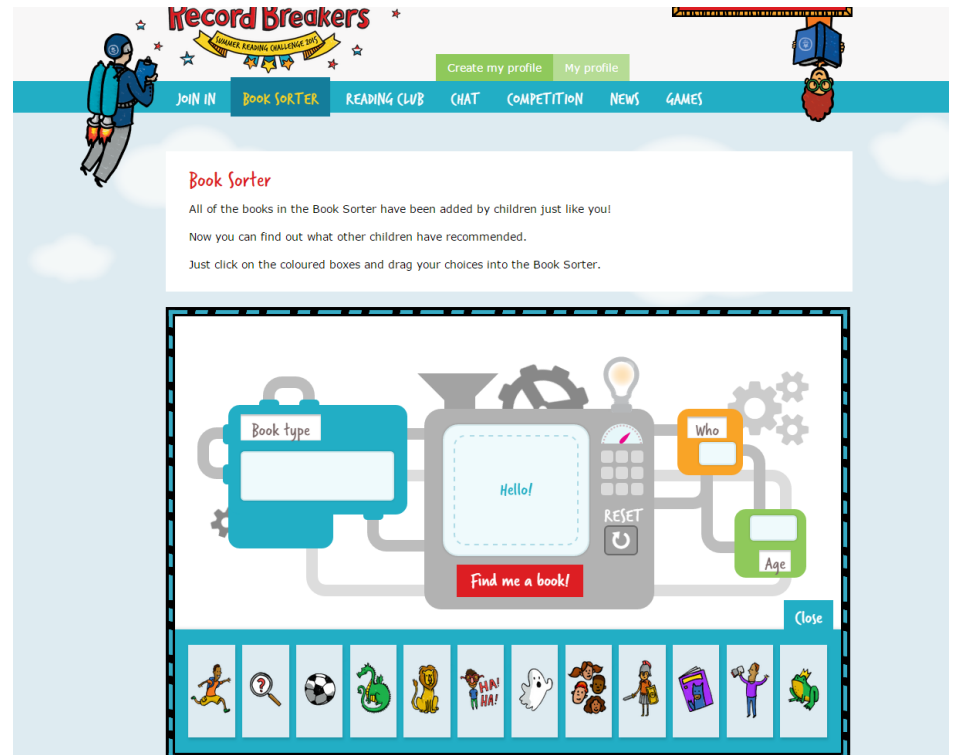 Record Breakers
SUMMER READING CHALLENGE 2015
Create my profile
My profile
JOIN IN
BOOK SORTER
READING CLUB
CHAT
COMPETITION
NEWS
GAMES
Book Sorter
All of the books in the Book Sorter have been added by children just like you!
Now you can find out what other children have recommended.
Just click on the coloured boxes and drag your choices into the Book Sorter.
Book type
Hello!
RESET
Find me a book!
Who
Age
Close
?
HA!
HA!